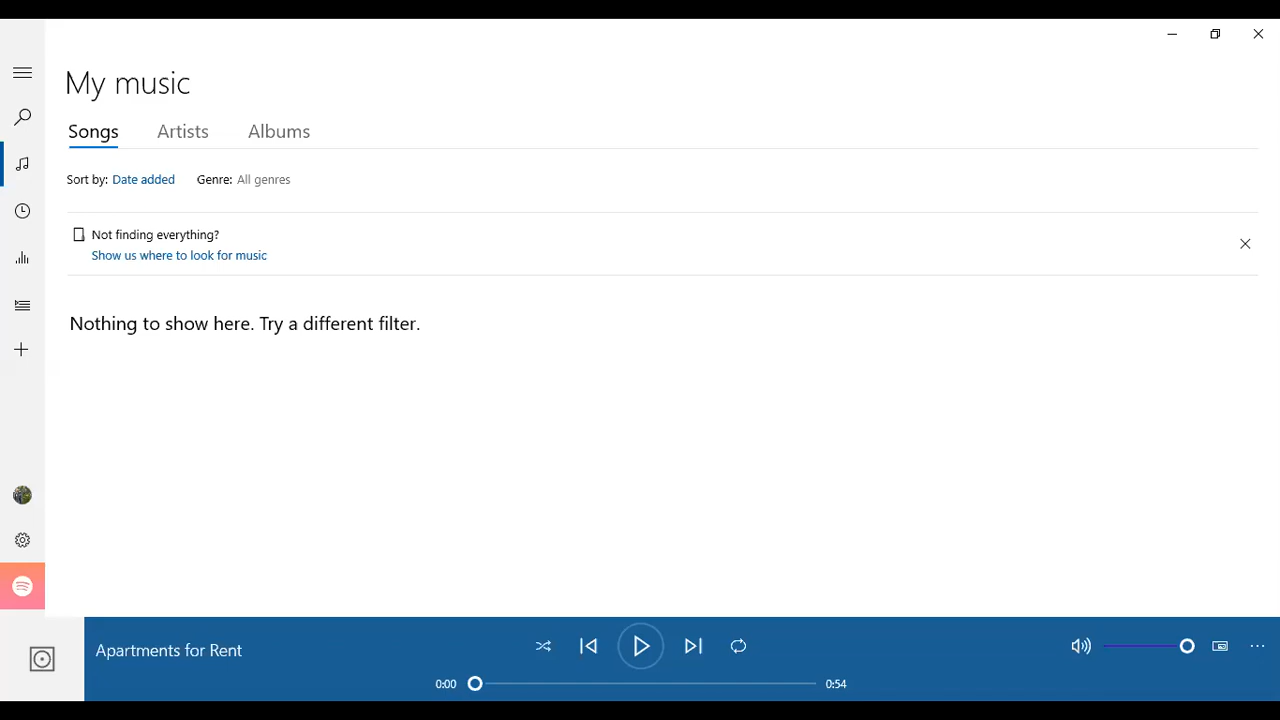 My music
Songs Artists Albums
Sort by: Date added Genre: All genres
Not finding everything?
Show us where to look for music
Nothing to show here. Try a different filter.
Apartments for Rent
0:00 0:54